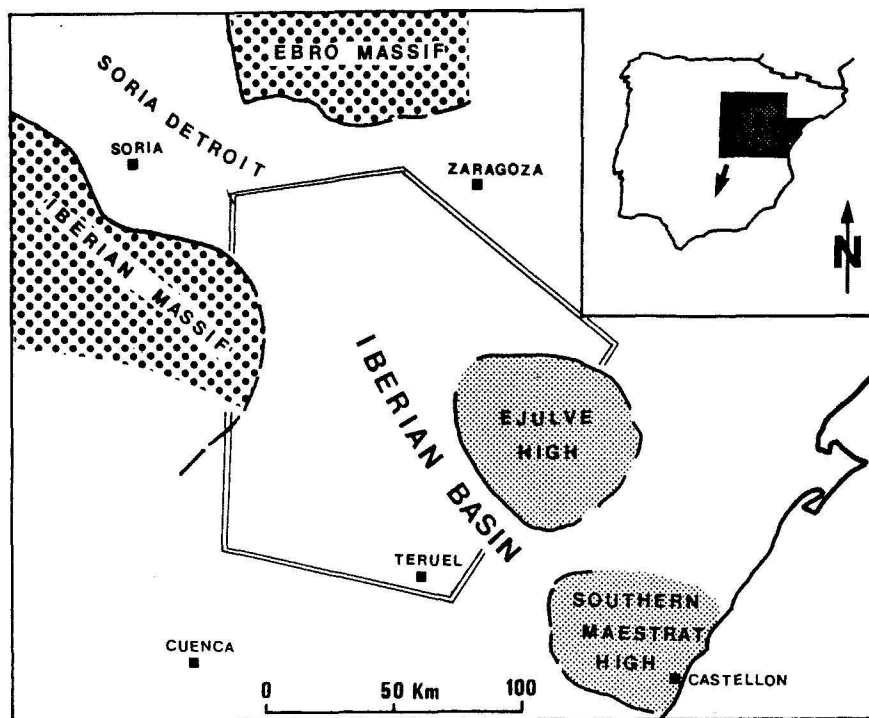 EBRO MASSIF
SORIA DETROIT
SORIA
ZARAGOZA
N
IBERIAN MASSIF
IBERIAN BASIN
EJULVE
HIGH
TERUEL
SOUTHERN
MAESTRAT
HIGH
CUENCA
CASTELLON
0 50 Km 100